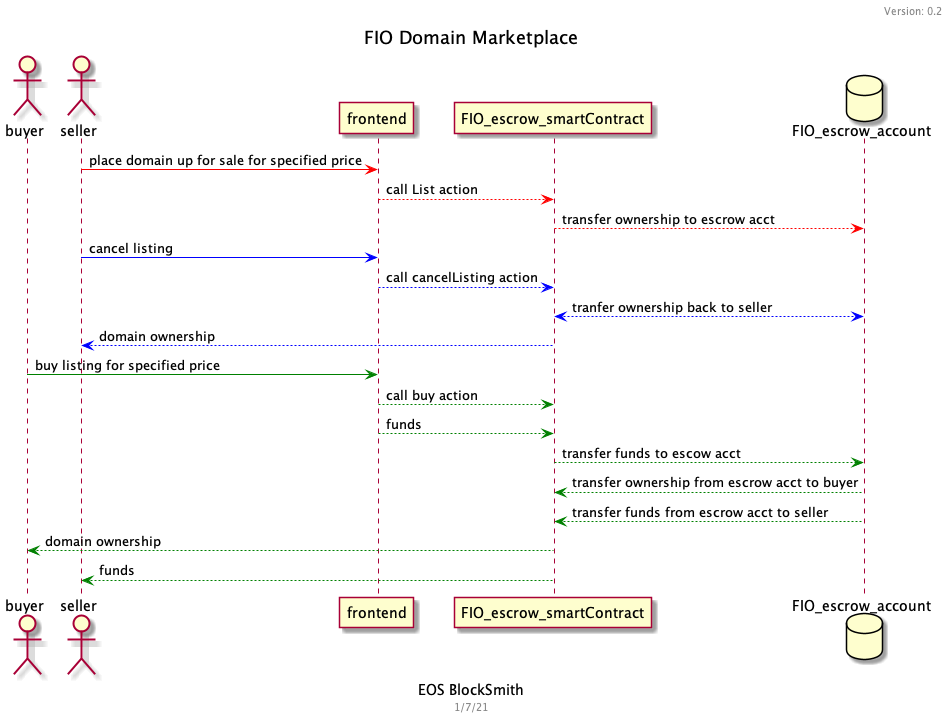 Version: 0.2
FIO Domain Marketplace
buyer seller frontend FIO_escrow_smartContract FIO_escrow_account
place domain up for sale for specified price
call List action
transfer ownership to escrow acct
cancel listing
call cancelListing action
tranfer ownership back to seller
domain ownership
buy listing for specified price
call buy action
funds
transfer funds to escow acct
transfer ownership from escrow acct to buyer
transfer funds from escrow acct to seller
domain ownership
funds
buyer seller frontend FIO_escrow_smartContract FIO_escrow_account
EOS BlockSmith
1/7/21